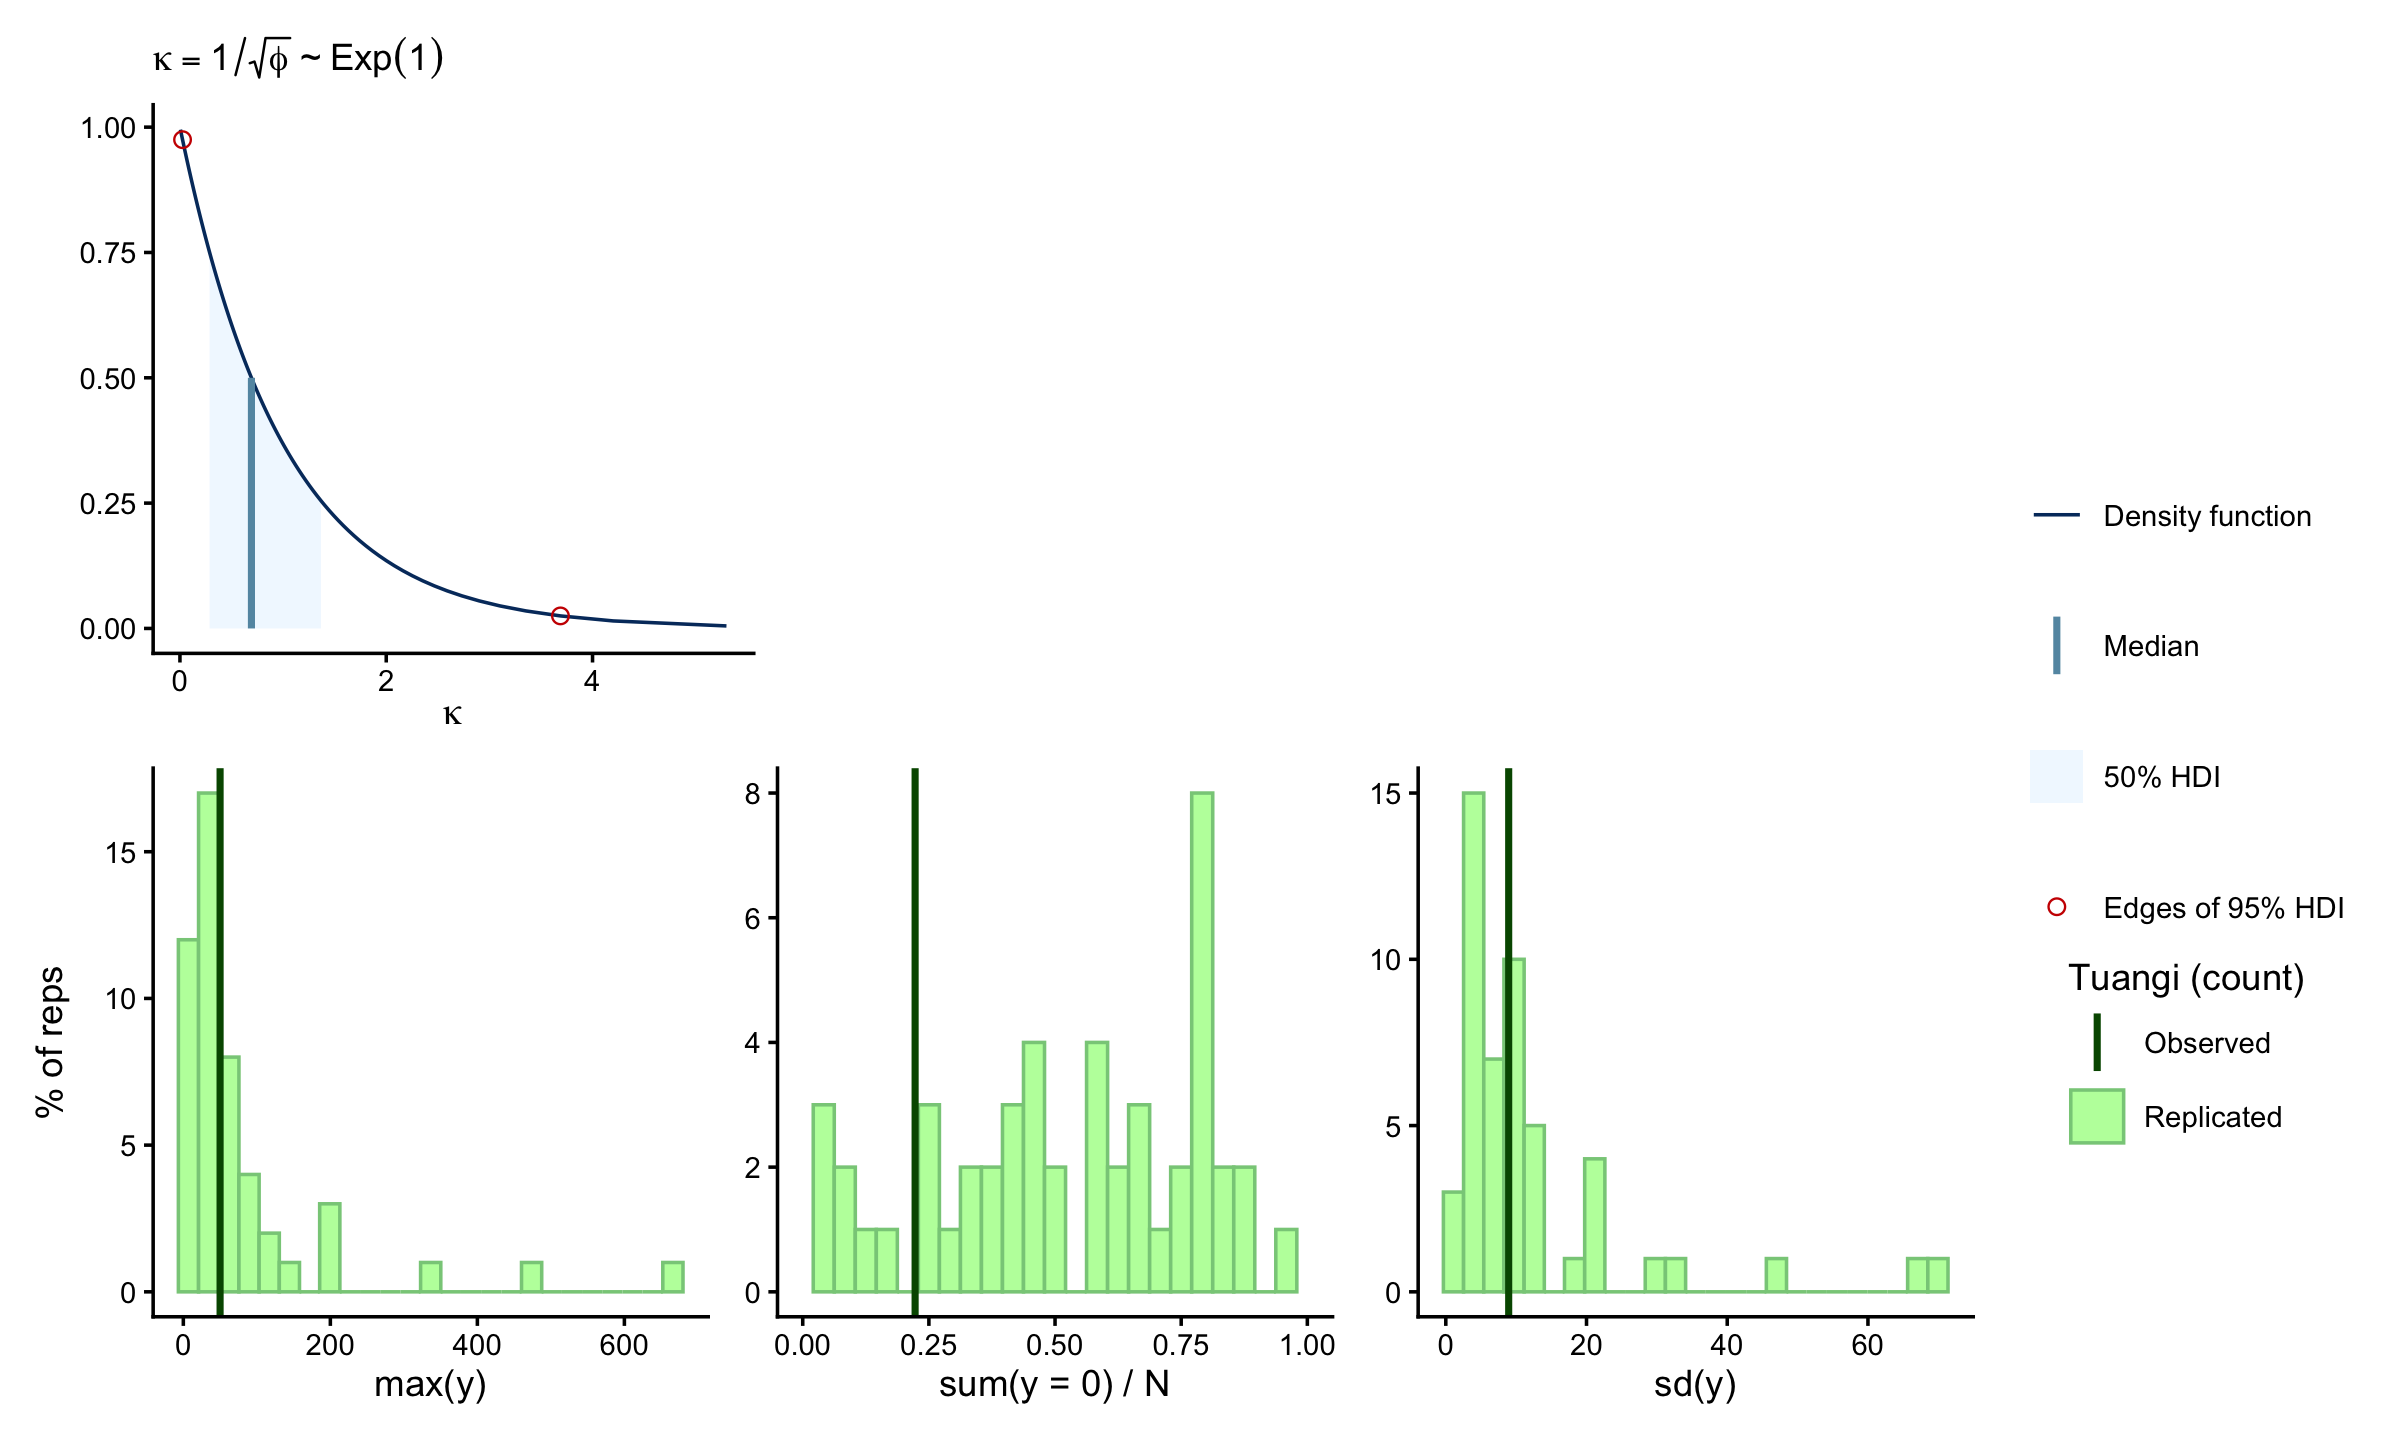 κ = 1/√ϕ ~ Exp(1)
1.00
0.75
0.50
0.25
0.00
0 2 4
κ
Density function
Median
50% HDI
Edges of 95% HDI
Tuangi (count)
Observed
Replicated
% of reps
15
10
5
0
0 200 400 600
max(y)
8
6
4
2
0
0.00 0.25 0.50 0.75 1.00
sum(y = 0) / N
15
10
5
0
0 20 40 60
sd(y)